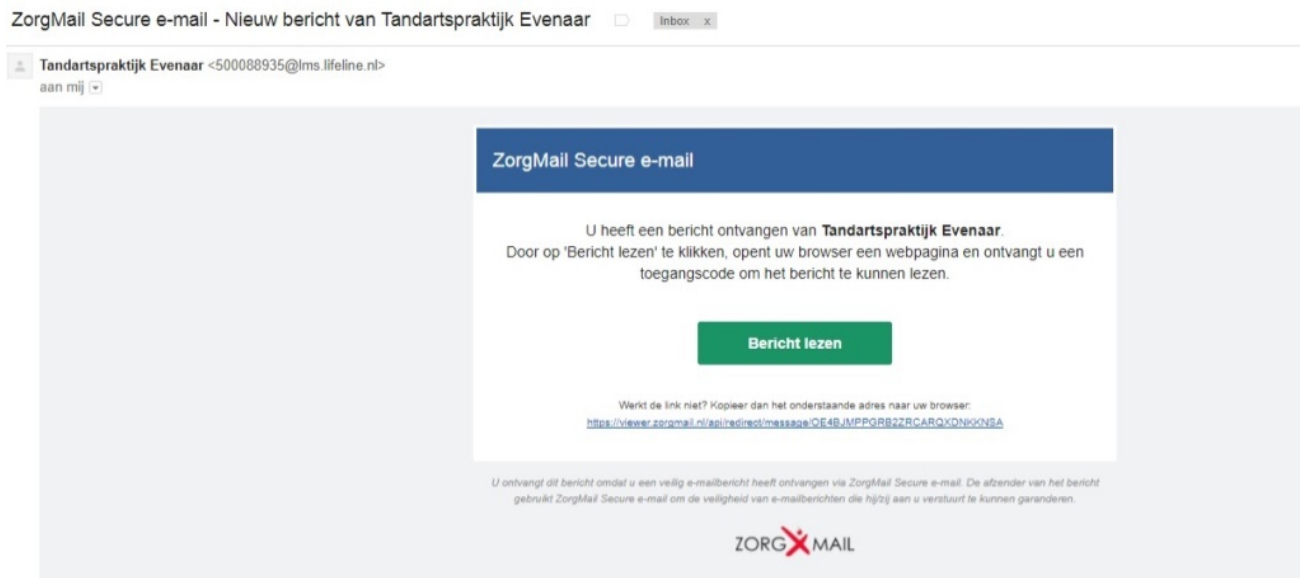 ZorgMail Secure e-mail - Nieuw bericht van Tandartspraktijk Evenaar Inbox x
Tandartspraktijk Evenaar <500088935@lms.lifeline.nl>
aan mij
ZorgMail Secure e-mail
U heeft een bericht ontvangen van Tandartspraktijk Evenaar.
Door op 'Bericht lezen' te klikken, opent uw browser een webpagina en ontvangt u een
toegangscode om het bericht te kunnen lezen.
Bericht lezen
Werkt de link niet? Kopieer dan het onderstaande adres naar uw browser:
https://viewer.zorgmail.nl/api/redirect/message/OE4BJMPPGRB2ZRCARQXDNKKNSA
U ontvangt dit bericht omdat u een veilig e-mailbericht heeft ontvangen via ZorgMail Secure e-mail. De afzender van het bericht
gebruikt ZorgMail Secure e-mail om de veiligheid van e-mailberichten die hij/zij aan u verstuurt te kunnen garanderen.
ZORG MAIL